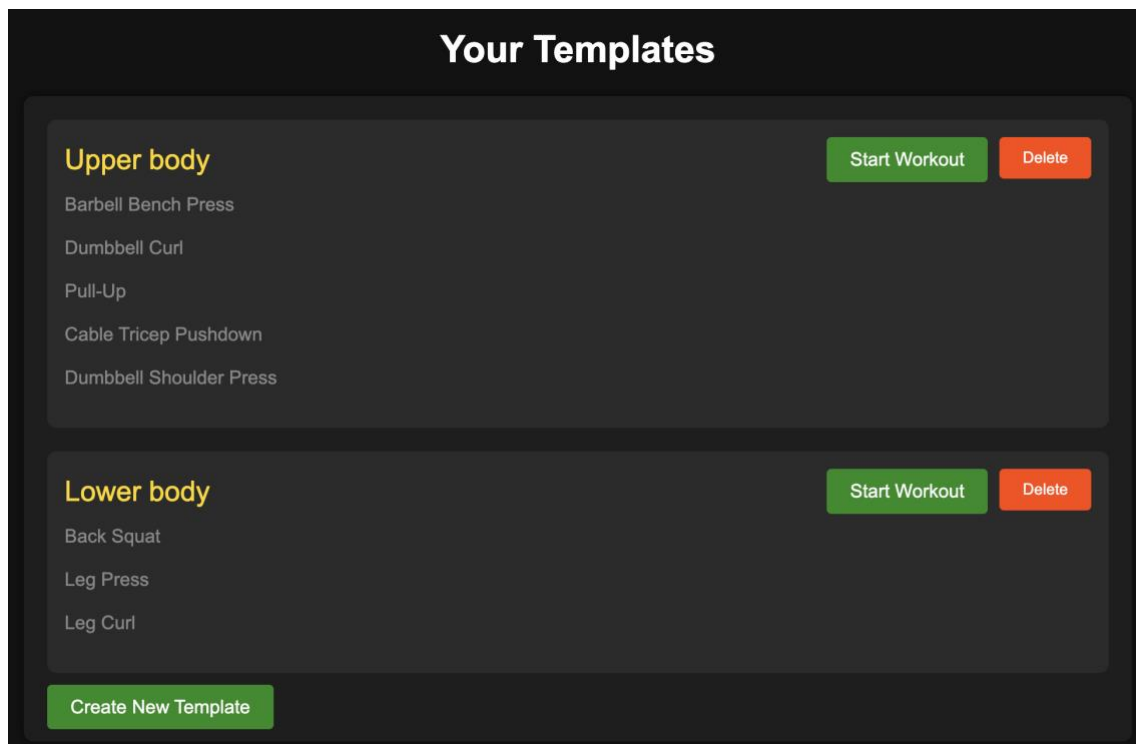 Your Templates
Upper body
Start Workout
Delete
Barbell Bench Press
Dumbbell Curl
Pull-Up
Cable Tricep Pushdown
Dumbbell Shoulder Press
Lower body
Start Workout
Delete
Back Squat
Leg Press
Leg Curl
Create New Template